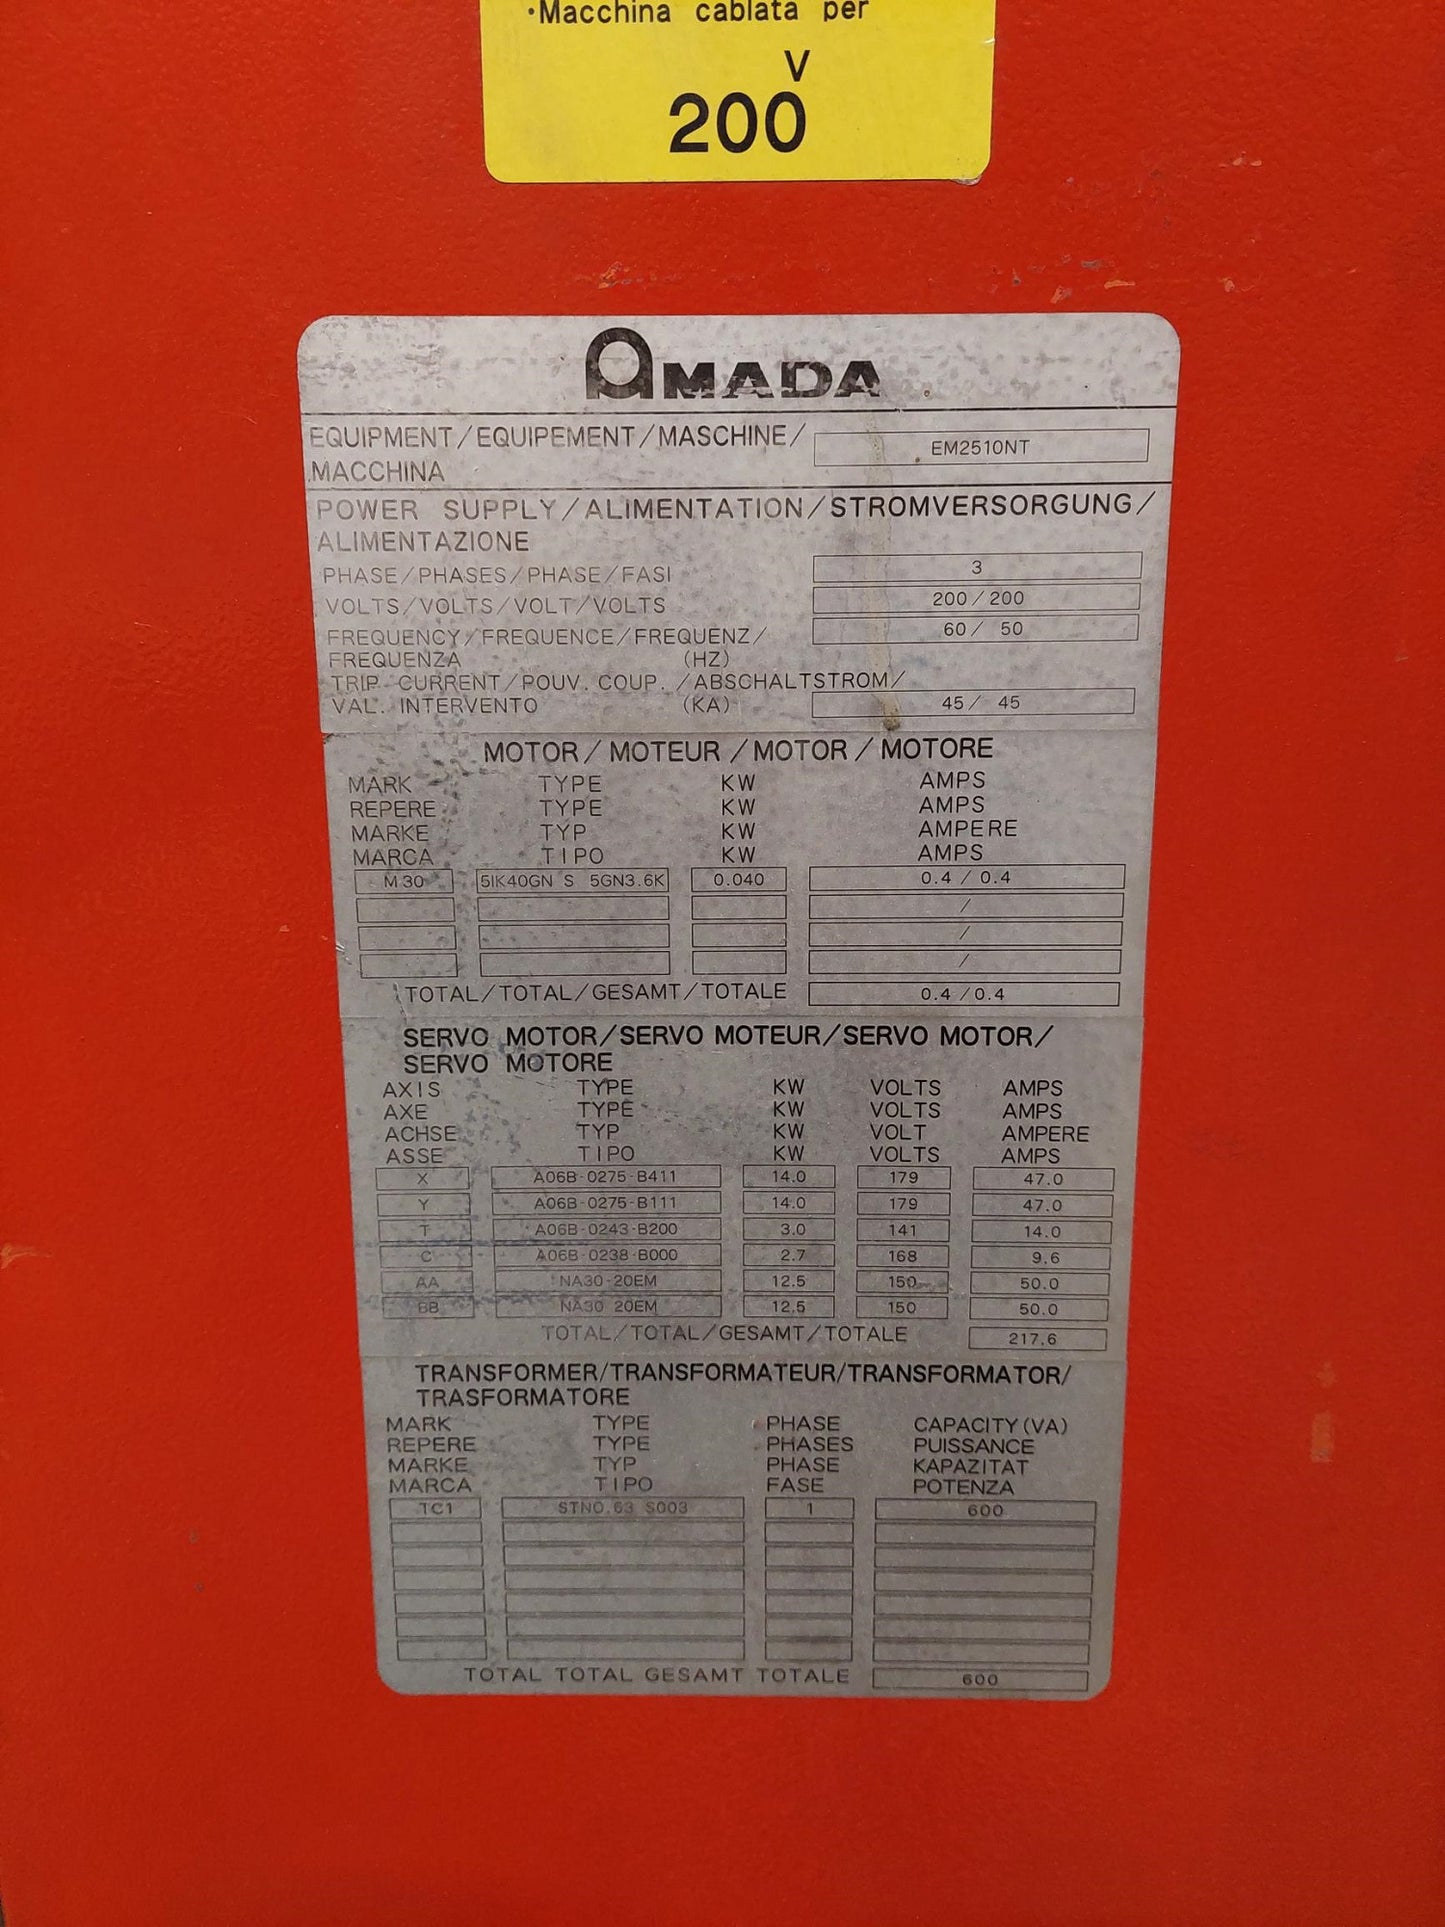 ・Macchina cablata per
V
200
AMADA
EQUIPMENT/EQUIPEMENT/MASCHINE/
MACCHINA
EM2510NT
POWER SUPPLY/ALIMENTATION/STROMVERSORGUNG/
ALIMENTAZIONE
PHASE/PHASES/PHASE/FASI 3
VOLTS/VOLTS/VOLT/VOLTS 200/200
FREQUENCY/FREQUENCE/FREQUENZ/ 60/ 50
FREQUENZA (HZ)
TRIP CURRENT/POUV. COUP. /ABSCHALTSTROM/
VAL. INTERVENTO (KA) 45/ 45
MOTOR/MOTEUR/MOTOR/MOTORE
MARK TYPE KW AMPS
REPERE TYPE KW AMPS
MARKE TYP KW AMPERE
MARCA TIPO KW AMPS
M30 5IK40GN S 5GN3.6K 0.040 0.4 / 0.4
/
/
/
TOTAL/TOTAL/GESAMT/TOTALE 0.4 /0.4
SERVO MOTOR/SERVO MOTEUR/SERVO MOTOR/
SERVO MOTORE
AXIS TYPE KW VOLTS AMPS
AXE TYPE KW VOLTS AMPS
ACHSE TYP KW VOLT AMPERE
ASSE TIPO KW VOLTS AMPS
X A06B-0275-B411 14.0 179 47.0
Y A06B-0275-B111 14.0 179 47.0
T A06B-0243-B200 3.0 141 14.0
C A06B-0238-B000 2.7 168 9.6
AA NA30-20EM 12.5 150 50.0
BB NA30 20EM 12.5 150 50.0
TOTAL/TOTAL/GESAMT/TOTALE 217.6
TRANSFORMER/TRANSFORMATEUR/TRANSFORMATOR/
TRASFORMATORE
MARK TYPE PHASE CAPACITY(VA)
REPERE TYPE PHASES PUISSANCE
MARKE TYP PHASE KAPAZITAT
MARCA TIPO FASE POTENZA
TC1 STNO.63 S003 1 600
TOTAL TOTAL GESAMT TOTALE 600